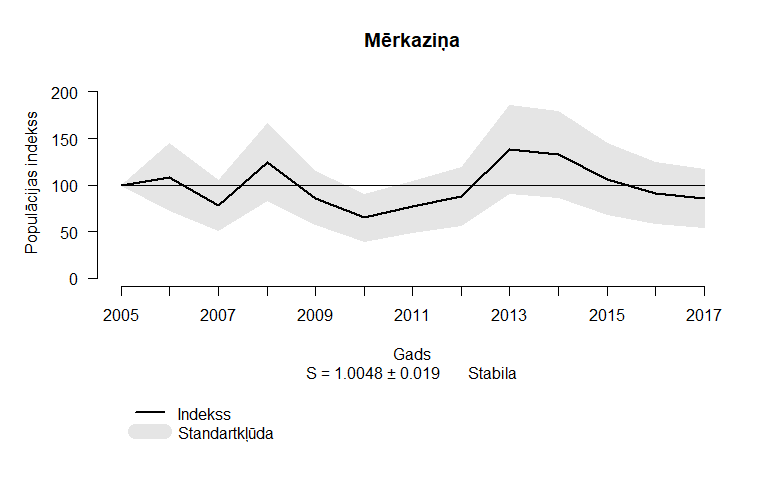 Mērkaziņa
Populācijas indekss
200
150
100
50
0
2005 2007 2009 2011 2013 2015 2017
Gads
S = 1.0048 ± 0.019 Stabila
Indekss
Standartkļūda